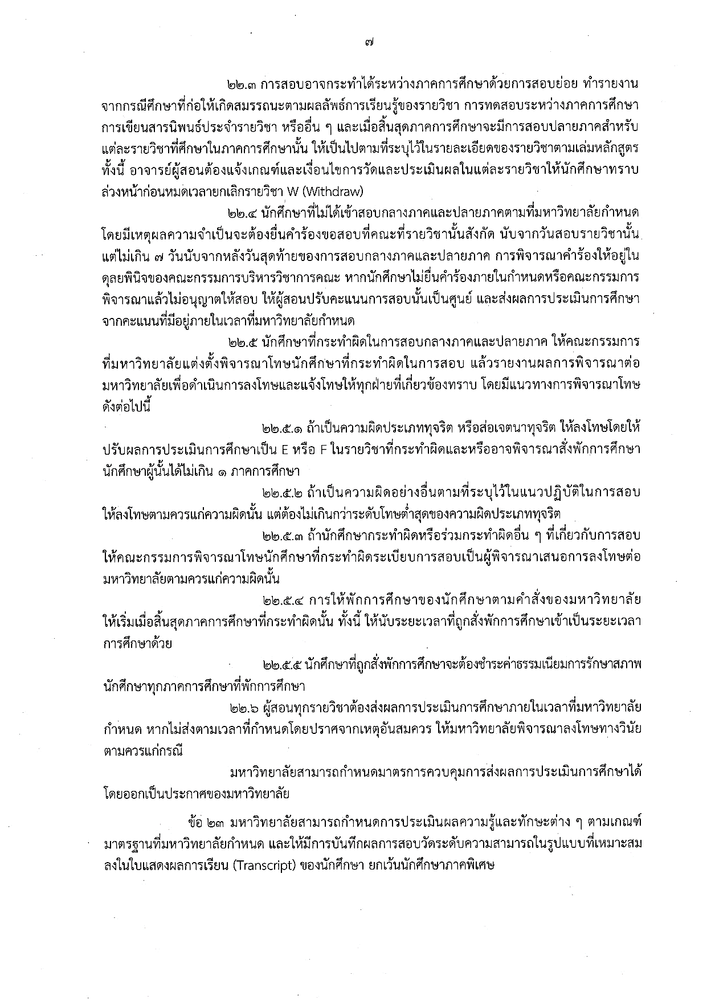 ๗
๒๒.๓ การสอบอาจกระทำได้ระหว่างภาคการศึกษาด้วยการสอบย่อย ทำรายงาน
จากกรณีศึกษาที่ก่อให้เกิดสมรรถนะตามผลลัพธ์การเรียนรู้ของรายวิชา การทดสอบระหว่างภาคการศึกษา
การเขียนสารนิพนธ์ประจำรายวิชา หรืออื่น ๆ และเมื่อสิ้นสุดภาคการศึกษาจะมีการสอบปลายภาคสำหรับ
แต่ละรายวิชาที่ศึกษาในภาคการศึกษานั้น ให้เป็นไปตามที่ระบุไว้ในรายละเอียดของรายวิชาตามเล่มหลักสูตร
ทั้งนี้ อาจารย์ผู้สอนต้องแจ้งเกณฑ์และเงื่อนไขการวัดและประเมินผลในแต่ละรายวิชาให้นักศึกษาทราบ
ล่วงหน้าก่อนหมดเวลายกเลิกรายวิชา W (Withdraw)
๒๒.๔ นักศึกษาที่ไม่ได้เข้าสอบกลางภาคและปลายภาคตามที่มหาวิทยาลัยกำหนด
โดยมีเหตุผลความจำเป็นจะต้องยื่นคำร้องขอสอบที่คณะที่รายวิชานั้นสังกัด นับจากวันสอบรายวิชานั้น
แต่ไม่เกิน ๗ วันนับจากหลังวันสุดท้ายของการสอบกลางภาคและปลายภาค การพิจารณาคำร้องให้อยู่ใน
ดุลยพินิจของคณะกรรมการบริหารวิชาการคณะ หากนักศึกษาไม่ยื่นคำร้องภายในกำหนดหรือคณะกรรมการ
พิจารณาแล้วไม่อนุญาตให้สอบ ให้ผู้สอนปรับคะแนนการสอบนั้นเป็นศูนย์ และส่งผลการประเมินการศึกษา
จากคะแนนที่มีอยู่ภายในเวลาที่มหาวิทยาลัยกำหนด
๒๒.๕ นักศึกษาที่กระทำผิดในการสอบกลางภาคและปลายภาค ให้คณะกรรมการ
ที่มหาวิทยาลัยแต่งตั้งพิจารณาโทษนักศึกษาที่กระทำผิดในการสอบ แล้วรายงานผลการพิจารณาต่อ
มหาวิทยาลัยเพื่อดำเนินการลงโทษและแจ้งโทษให้ทุกฝ่ายที่เกี่ยวข้องทราบ โดยมีแนวทางการพิจารณาโทษ
ดังต่อไปนี้
๒๒.๕.๑ ถ้าเป็นความผิดประเภททุจริต หรือส่อเจตนาทุจริต ให้ลงโทษโดยให้
ปรับผลการประเมินการศึกษาเป็น E หรือ F ในรายวิชาที่กระทำผิดและหรืออาจพิจารณาสั่งพักการศึกษา
นักศึกษาผู้นั้นได้ไม่เกิน ๑ ภาคการศึกษา
๒๒.๕.๒ ถ้าเป็นความผิดอย่างอื่นตามที่ระบุไว้ในแนวปฏิบัติในการสอบ
ให้ลงโทษตามควรแก่ความผิดนั้น แต่ต้องไม่เกินกว่าระดับโทษต่ำสุดของความผิดประเภททุจริต
๒๒.๕.๓ ถ้านักศึกษากระทำผิดหรือร่วมกระทำผิดอื่น ๆ ที่เกี่ยวกับการสอบ
ให้คณะกรรมการพิจารณาโทษนักศึกษาที่กระทำผิดระเบียบการสอบเป็นผู้พิจารณาเสนอการลงโทษต่อ
มหาวิทยาลัยตามควรแก่ความผิดนั้น
๒๒.๕.๔ การให้พักการศึกษาของนักศึกษาตามคำสั่งของมหาวิทยาลัย
ให้เริ่มเมื่อสิ้นสุดภาคการศึกษาที่กระทำผิดนั้น ทั้งนี้ ให้นับระยะเวลาที่ถูกสั่งพักการศึกษาเข้าเป็นระยะเวลา
การศึกษาด้วย
๒๒.๕.๕ นักศึกษาที่ถูกสั่งพักการศึกษาจะต้องชำระค่าธรรมเนียมการรักษาสภาพ
นักศึกษาทุกภาคการศึกษาที่พักการศึกษา
๒๒.๖ ผู้สอนทุกรายวิชาต้องส่งผลการประเมินการศึกษาภายในเวลาที่มหาวิทยาลัย
กำหนด หากไม่ส่งตามเวลาที่กำหนดโดยปราศจากเหตุอันสมควร ให้มหาวิทยาลัยพิจารณาลงโทษทางวินัย
ตามควรแก่กรณี
มหาวิทยาลัยสามารถกำหนดมาตรการควบคุมการส่งผลการประเมินการศึกษาได้
โดยออกเป็นประกาศของมหาวิทยาลัย
ข้อ ๒๓ มหาวิทยาลัยสามารถกำหนดการประเมินผลความรู้และทักษะต่าง ๆ ตามเกณฑ์
มาตรฐานที่มหาวิทยาลัยกำหนด และให้มีการบันทึกผลการสอบวัดระดับความสามารถในรูปแบบที่เหมาะสม
ลงในใบแสดงผลการเรียน (Transcript) ของนักศึกษา ยกเว้นนักศึกษาภาคพิเศษ